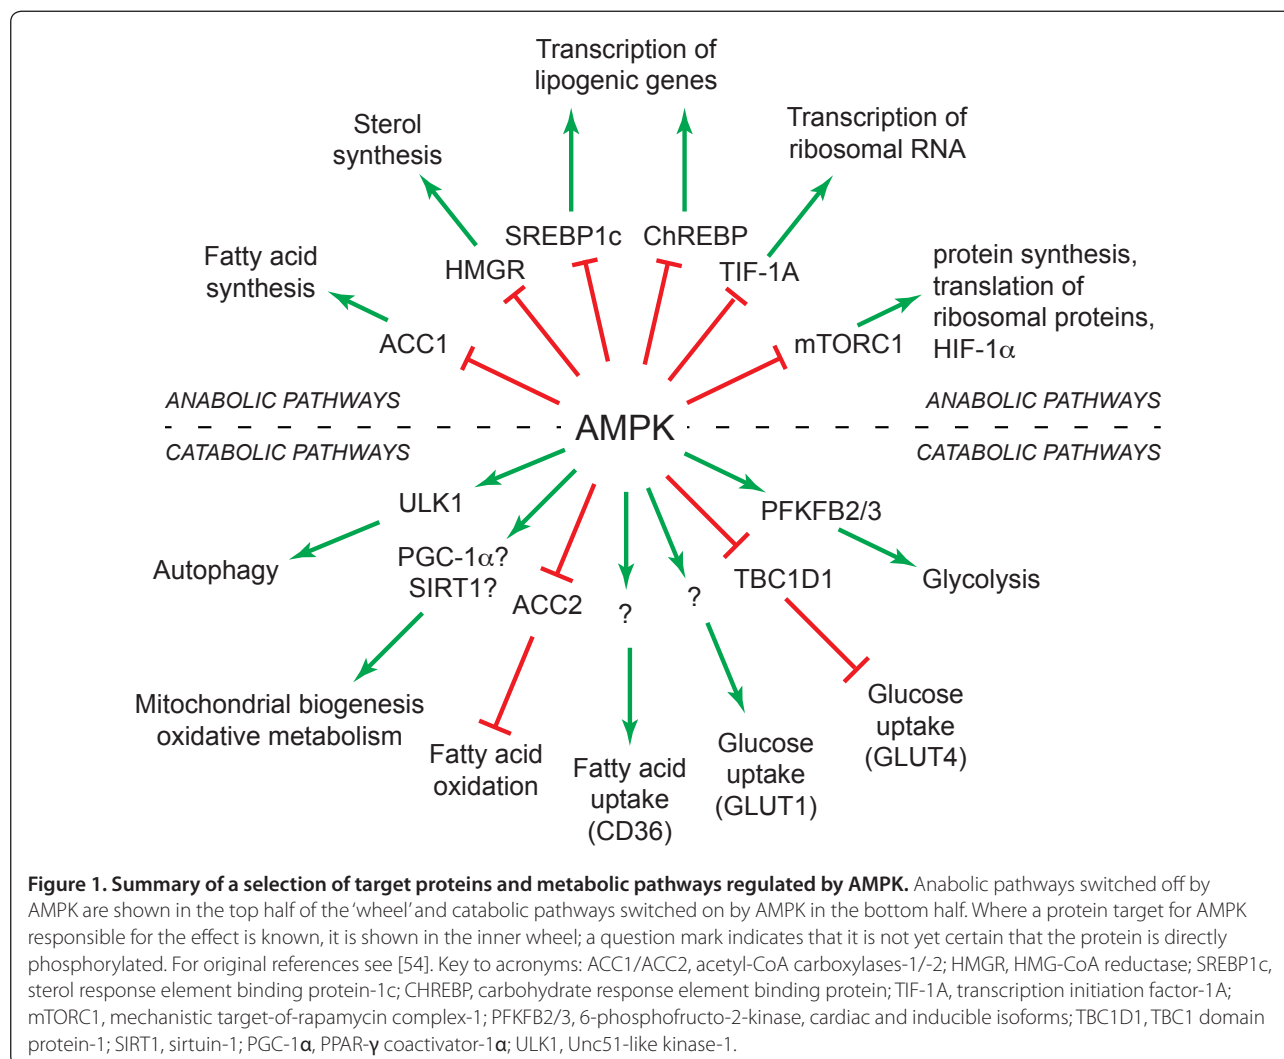 Transcription of
lipogenic genes
Transcription of
ribosomal RNA
Sterol
synthesis
SREBP1c
ChREBP
Fatty acid
synthesis
HMGR
TIF-1A
protein synthesis,
translation of
ribosomal proteins,
HIF-1α
ACC1
mTORC1
ANABOLIC PATHWAYS
ANABOLIC PATHWAYS
AMPK
CATABOLIC PATHWAYS
CATABOLIC PATHWAYS
ULK1
PFKFB2/3
Autophagy
PGC-1α?
SIRT1?
ACC2
?
?
TBC1D1
Glycolysis
Mitochondrial biogenesis
oxidative metabolism
Fatty acid
oxidation
Fatty acid
uptake
(CD36)
Glucose
uptake
(GLUT1)
Glucose
uptake
(GLUT4)
Figure 1. Summary of a selection of target proteins and metabolic pathways regulated by AMPK. Anabolic pathways switched off by
AMPK are shown in the top half of the ‘wheel’ and catabolic pathways switched on by AMPK in the bottom half. Where a protein target for AMPK
responsible for the effect is known, it is shown in the inner wheel; a question mark indicates that it is not yet certain that the protein is directly
phosphorylated. For original references see [54]. Key to acronyms: ACC1/ACC2, acetyl-CoA carboxylases-1/-2; HMGR, HMG-CoA reductase; SREBP1c,
sterol response element binding protein-1c; CHREBP, carbohydrate response element binding protein; TIF-1A, transcription initiation factor-1A;
mTORC1, mechanistic target-of-rapamycin complex-1; PFKFB2/3, 6-phosphofructo-2-kinase, cardiac and inducible isoforms; TBC1D1, TBC1 domain
protein-1; SIRT1, sirtuin-1; PGC-1α, PPAR-γ coactivator-1α; ULK1, Unc51-like kinase-1.